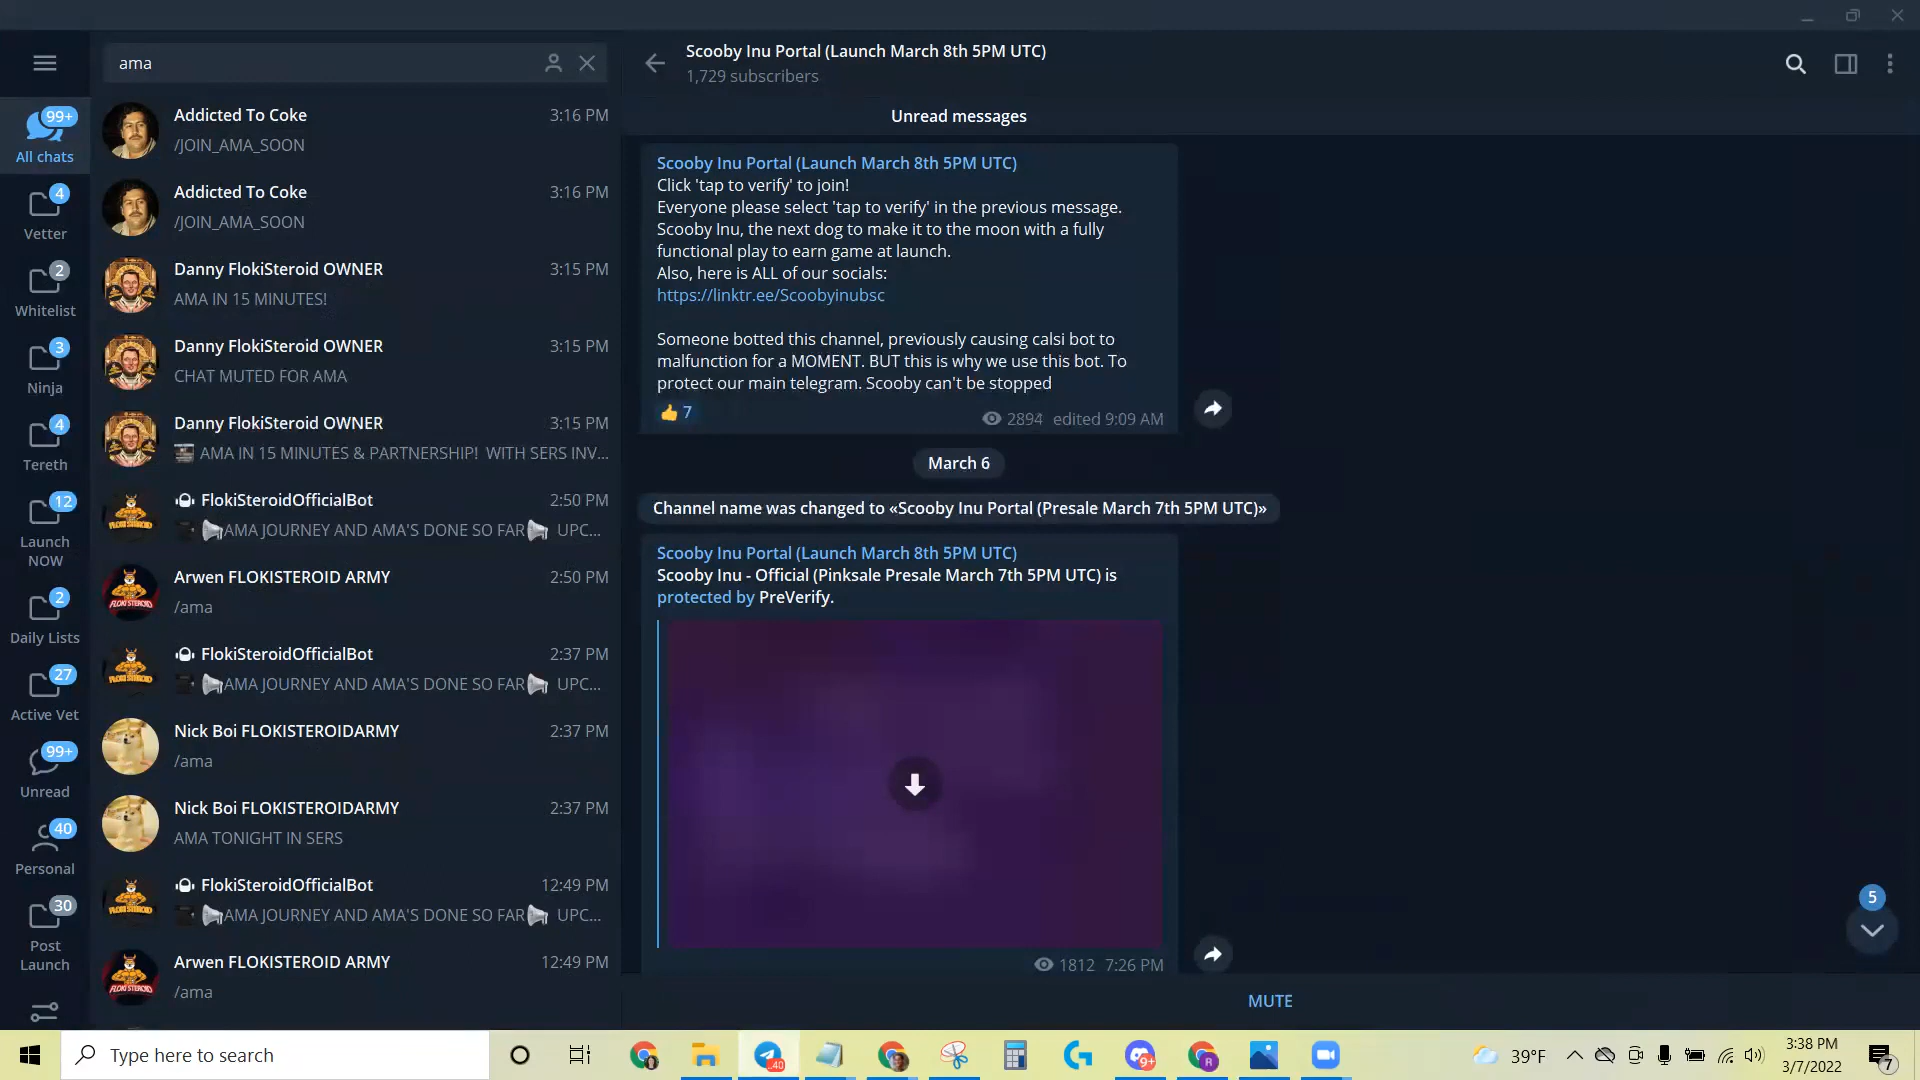 ama
Scooby Inu Portal (Launch March 8th 5PM UTC)
1,729 subscribers
99+
All chats
4
Vetter
2
Whitelist
3
Ninja
4
Tereth
12
Launch
NOW
2
Daily Lists
27
Active Vet
99+
Unread
40
Personal
30
Post
Launch
Addicted To Coke 3:16 PM
/JOIN_AMA_SOON
Addicted To Coke 3:16 PM
/JOIN_AMA_SOON
Danny FlokiSteroid OWNER 3:15 PM
AMA IN 15 MINUTES!
Danny FlokiSteroid OWNER 3:15 PM
CHAT MUTED FOR AMA
Danny FlokiSteroid OWNER 3:15 PM
AMA IN 15 MINUTES & PARTNERSHIP! WITH SERS INV...
FlokiSteroidOfficialBot 2:50 PM
AMA JOURNEY AND AMA'S DONE SO FAR UPC...
Arwen FLOKISTEROID ARMY 2:50 PM
/ama
FlokiSteroidOfficialBot 2:37 PM
AMA JOURNEY AND AMA'S DONE SO FAR UPC...
Nick Boi FLOKISTEROIDARMY 2:37 PM
/ama
Nick Boi FLOKISTEROIDARMY 2:37 PM
AMA TONIGHT IN SERS
FlokiSteroidOfficialBot 12:49 PM
AMA JOURNEY AND AMA'S DONE SO FAR UPC...
Arwen FLOKISTEROID ARMY 12:49 PM
/ama
Unread messages
Scooby Inu Portal (Launch March 8th 5PM UTC)
Click 'tap to verify' to join!
Everyone please select 'tap to verify' in the previous message.
Scooby Inu, the next dog to make it to the moon with a fully
functional play to earn game at launch.
Also, here is ALL of our socials:
https://linktr.ee/Scoobyinubsc
Someone botted this channel, previously causing calsi bot to
malfunction for a MOMENT. BUT this is why we use this bot. To
protect our main telegram. Scooby can't be stopped
7
2894 edited 9:09 AM
March 6
Channel name was changed to «Scooby Inu Portal (Presale March 7th 5PM UTC)»
Scooby Inu Portal (Launch March 8th 5PM UTC)
Scooby Inu - Official (Pinksale Presale March 7th 5PM UTC) is
protected by PreVerify.
1812 7:26 PM
5
MUTE
Type here to search
39°F
3:38 PM
3/7/2022
7